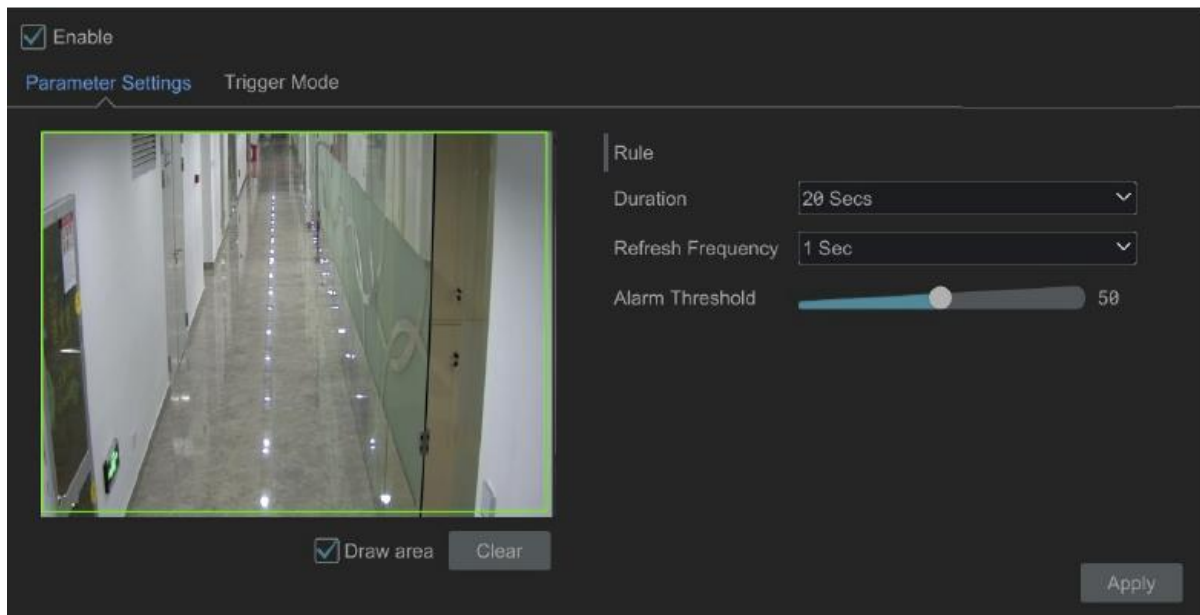 Enable
Parameter Settings Trigger Mode
Rule
Duration 20 Secs
Refresh Frequency 1 Sec
Alarm Threshold 50
Draw area Clear
Apply